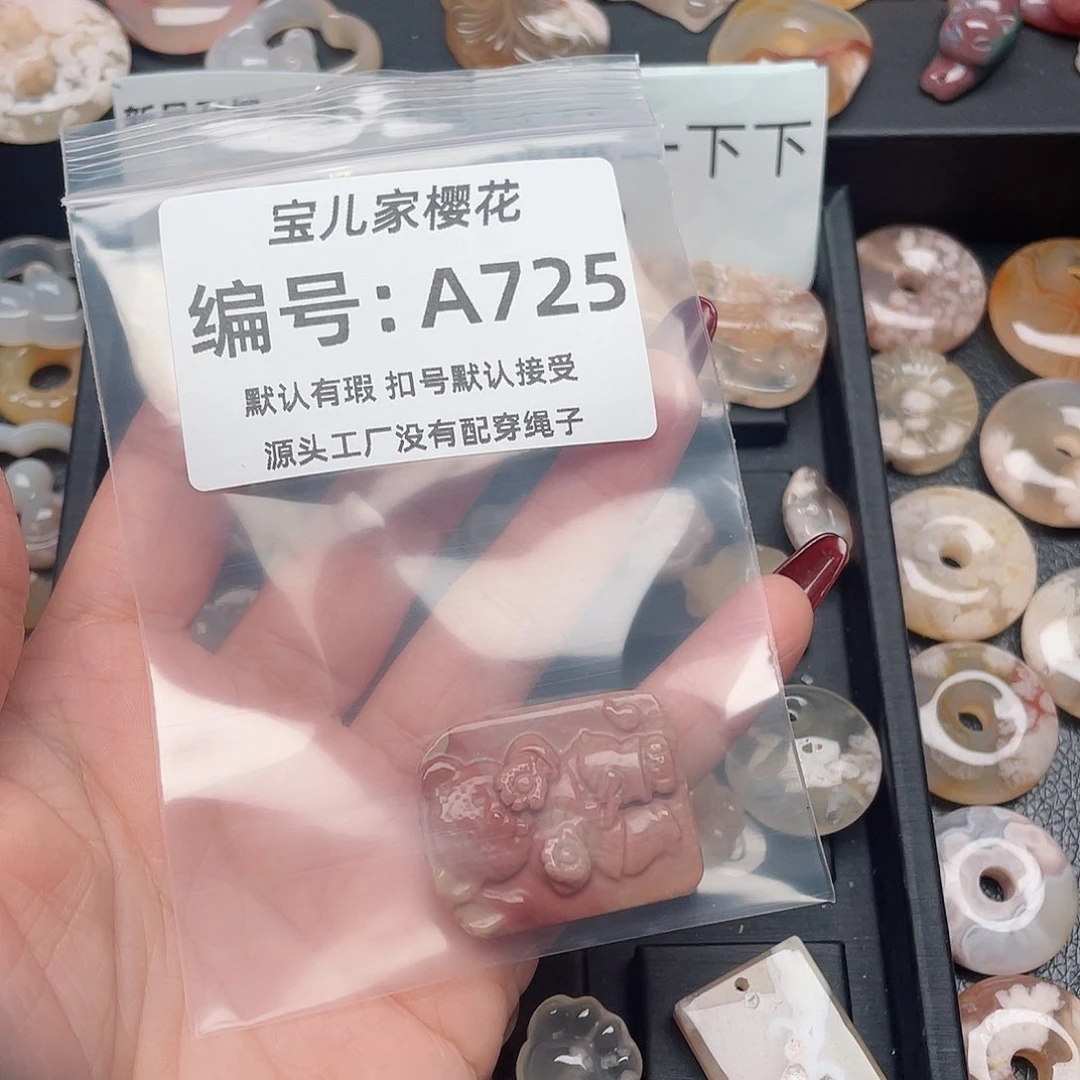 宝儿家樱花
编号：A725
默认有瑕 扣号默认接受
源头工厂没有配穿绳子
一下下